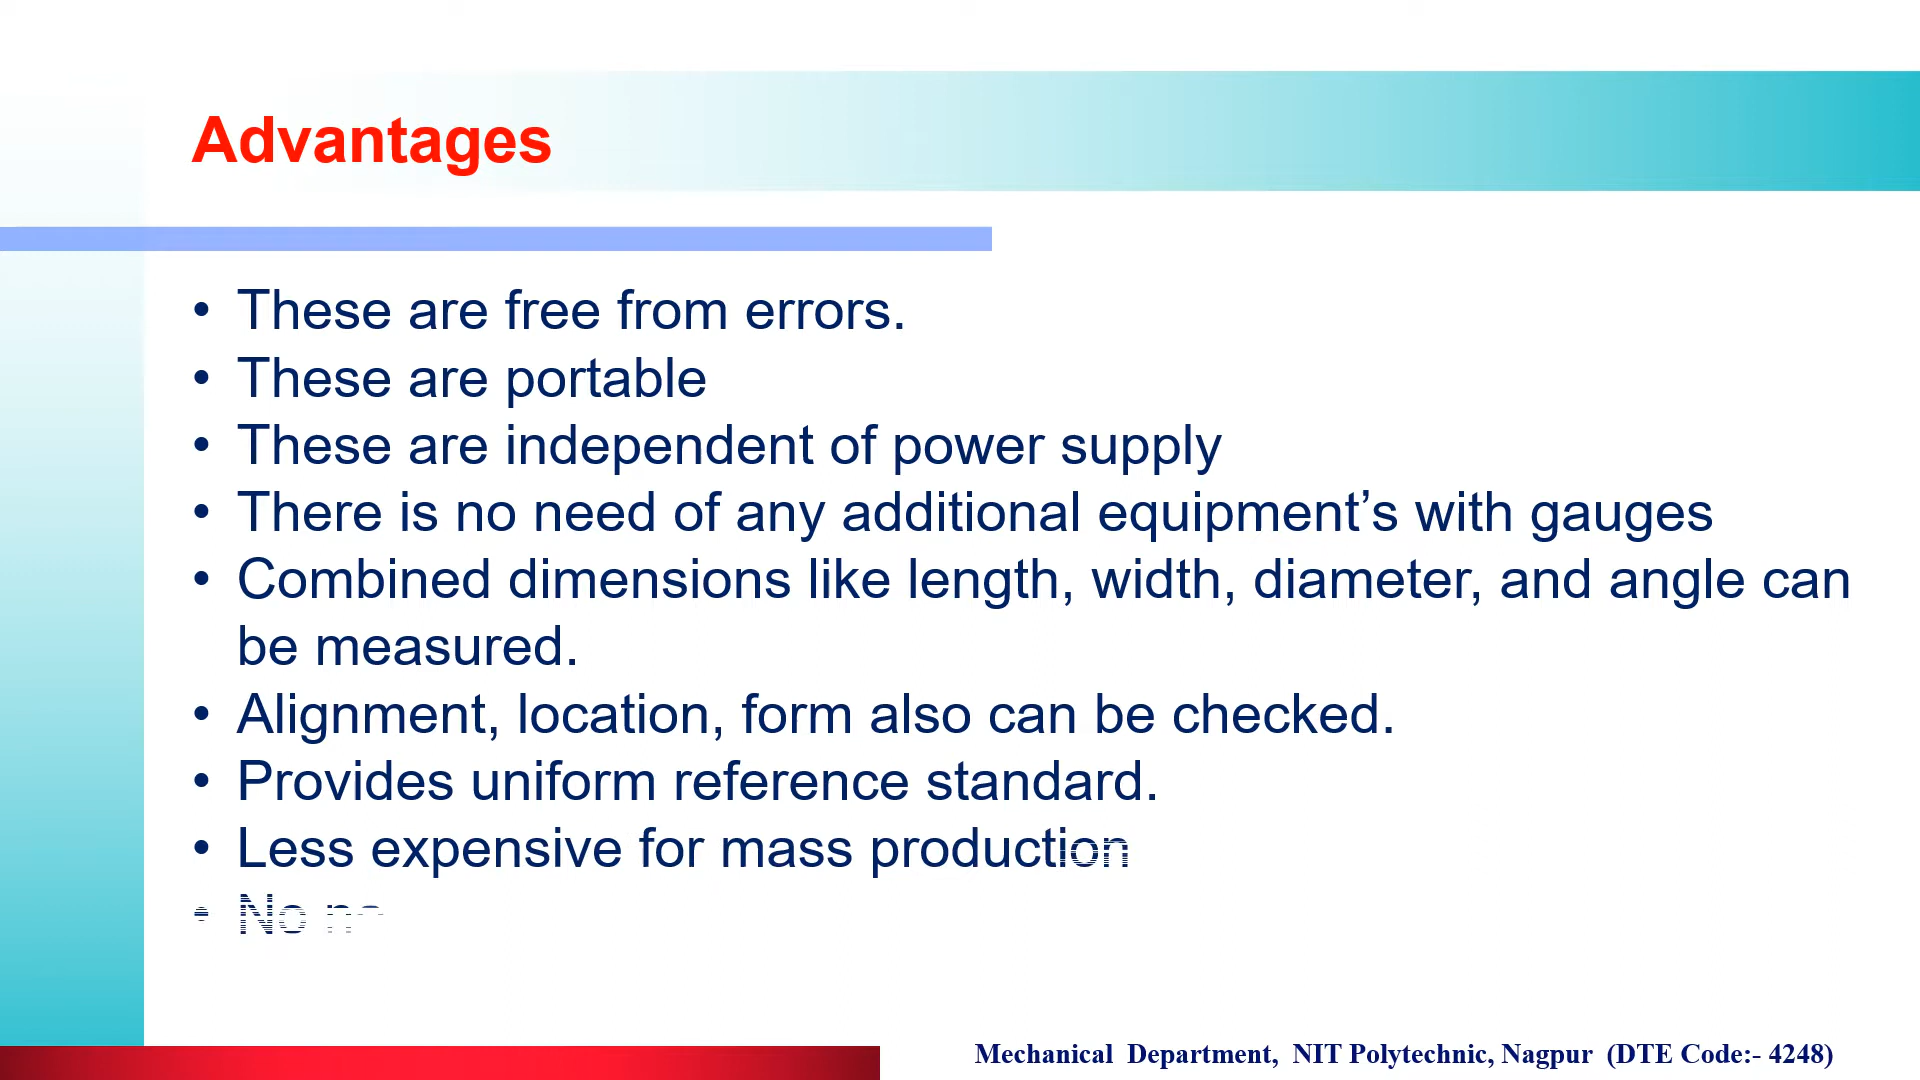 Advantages
• These are free from errors.
• These are portable
• These are independent of power supply
• There is no need of any additional equipment’s with gauges
• Combined dimensions like length, width, diameter, and angle can
be measured.
• Alignment, location, form also can be checked.
• Provides uniform reference standard.
• Less expensive for mass production
• No
Mechanical Department, NIT Polytechnic, Nagpur (DTE Code:- 4248)